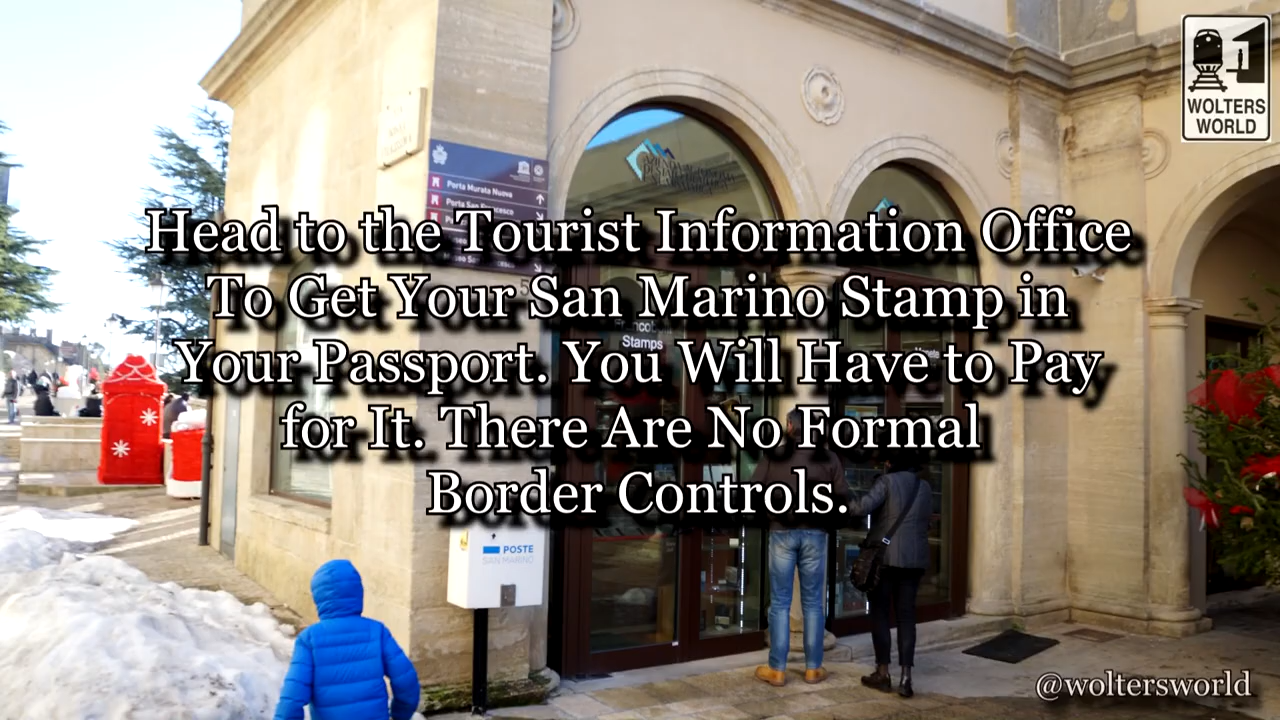 WOLTERS
WORLD
Porta Murata Nuova
Porta San Francesco
Head to the Tourist Information Office
To Get Your San Marino Stamp in
Your Passport. You Will Have to Pay
for It. There Are No Formal
Border Controls.
Stamps
POSTE
SAN MARINO
@woltersworld